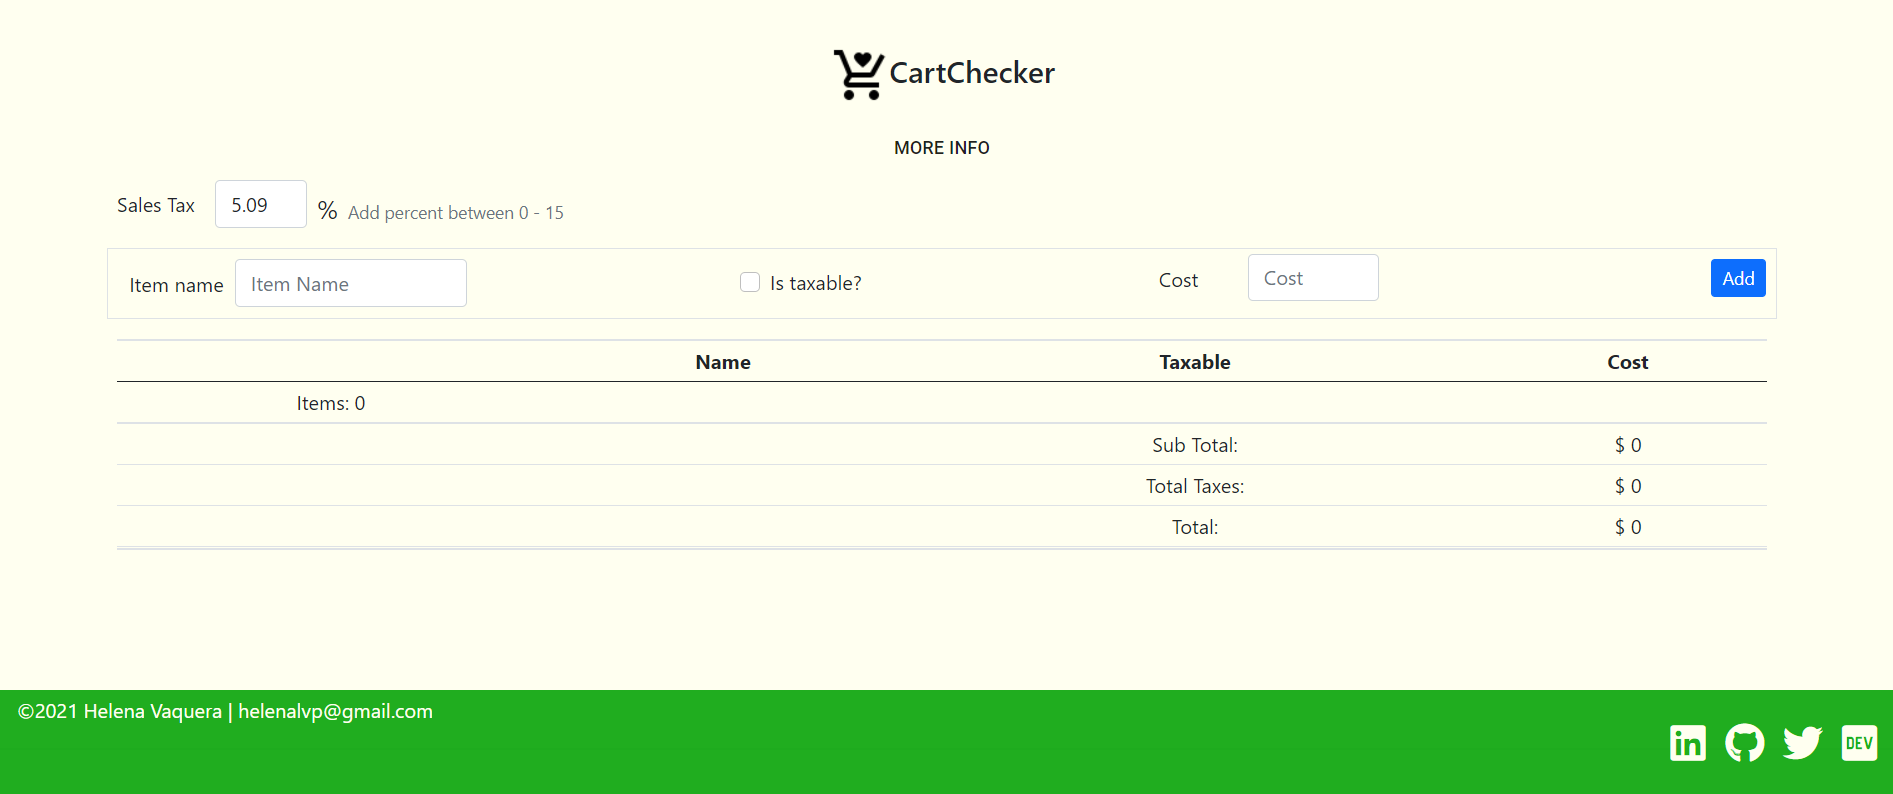 CartChecker
MORE INFO
Sales Tax 5.09 % Add percent between 0 - 15
Item name Item Name Is taxable? Cost Cost Add
Name Taxable Cost
Items: 0
Sub Total: $ 0
Total Taxes: $ 0
Total: $ 0
©2021 Helena Vaquera | helenalvp@gmail.com
in DEV